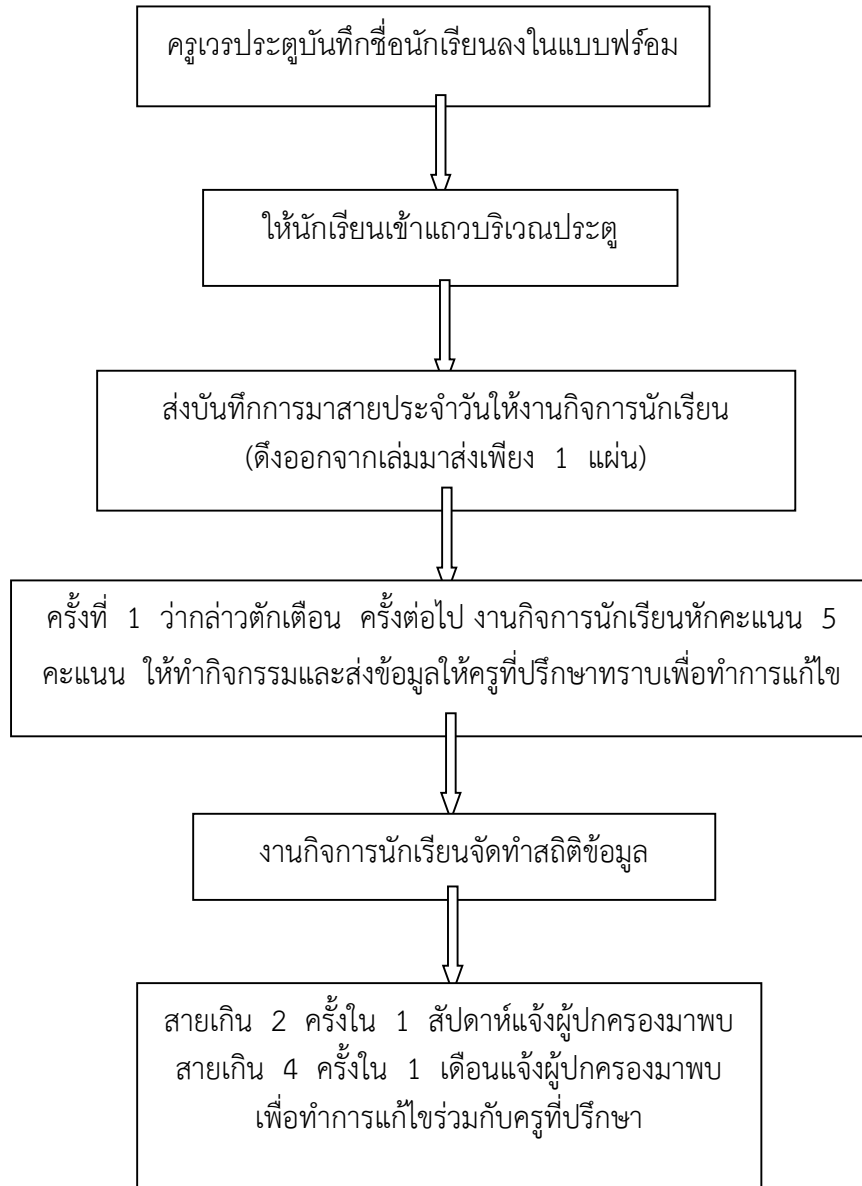 ครูเวรประตูบันทึกชื่อนักเรียนลงในแบบฟร์อม
ให้นักเรียนเข้าแถวบริเวณประตู
ส่งบันทึกการมาสายประจำวันให้งานกิจการนักเรียน
(ดึงออกจากเล่มมาส่งเพียง 1 แผ่น)
ครั้งที่ 1 ว่ากล่าวตักเตือน ครั้งต่อไป งานกิจการนักเรียนหักคะแนน 5
คะแนน ให้ทำกิจกรรมและส่งข้อมูลให้ครูที่ปรึกษาทราบเพื่อทำการแก้ไข
งานกิจการนักเรียนจัดทำสถิติข้อมูล
สายเกิน 2 ครั้งใน 1 สัปดาห์แจ้งผู้ปกครองมาพบ
สายเกิน 4 ครั้งใน 1 เดือนแจ้งผู้ปกครองมาพบ
เพื่อทำการแก้ไขร่วมกับครูที่ปรึกษา